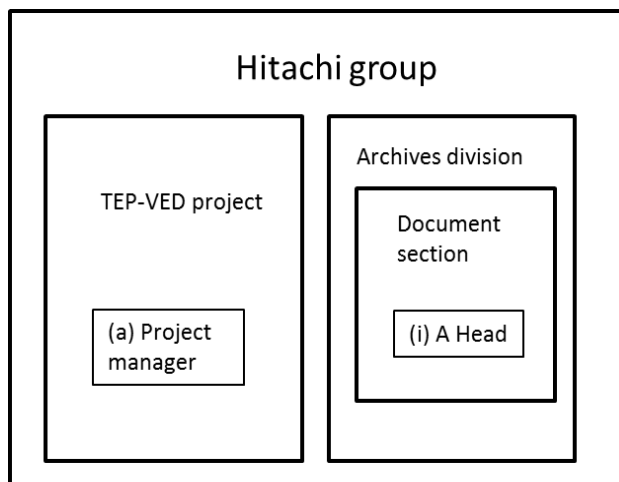 Hitachi group
TEP-VED project
(a) Project
manager
Archives division
Document
section
(i) A Head